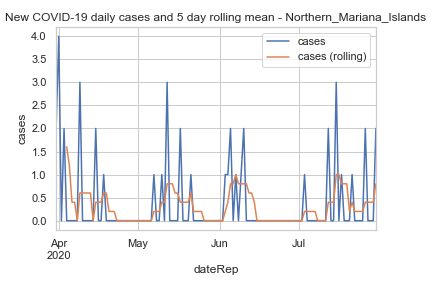 New COVID-19 daily cases and 5 day rolling mean - Northern_Mariana_Islands
cases
cases (rolling)
4.0
3.5
3.0
2.5
2.0
1.5
1.0
0.5
0.0
cases
Apr
2020
May
Jun
Jul
dateRep